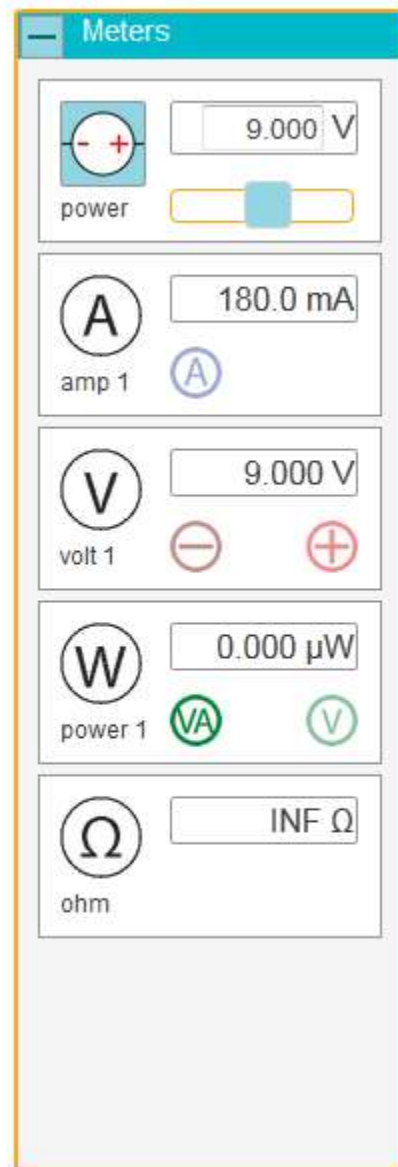 Meters
9.000 V
power
A
180.0 mA
amp 1
A
V
9.000 V
volt 1
W
0.000 µW
power 1
VA
V
Ω
INF Ω
ohm